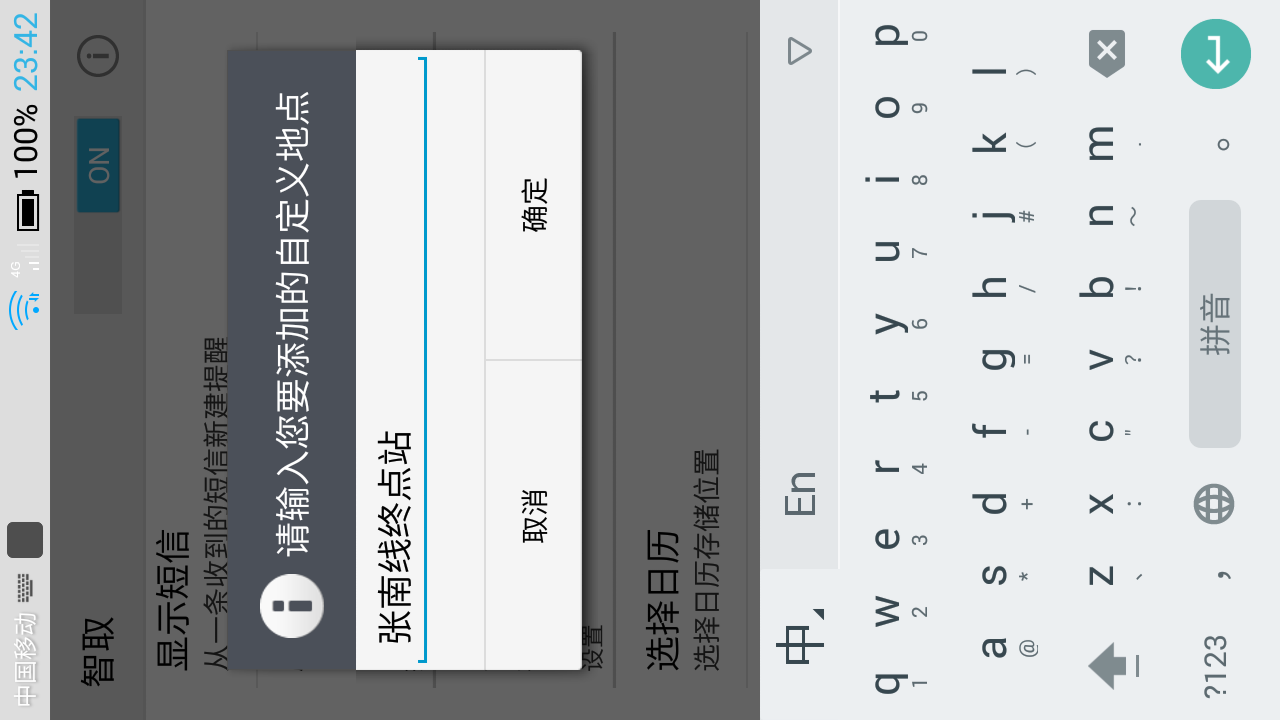 中国移动 4G 100% 23:42
智取 ON
显示短信
从一条收到的短信新建提醒
请输入您要添加的自定义地点
张南线终点站
取消 确定
设置
选择日历
选择日历存储位置
中 En
q w e r t y u i o p
1 2 3 4 5 6 7 8 9 0
a s d f g h j k l
@ * + - = / # ( )
z x c v b n m
、 : " ? ! ~ .
?123 , 拼音 。